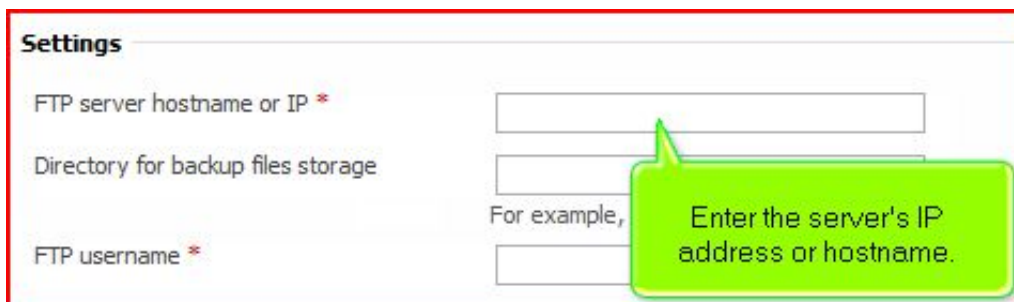 Settings
FTP server hostname or IP *
Directory for backup files storage
For example,
Enter the server's IP
address or hostname.
FTP username *